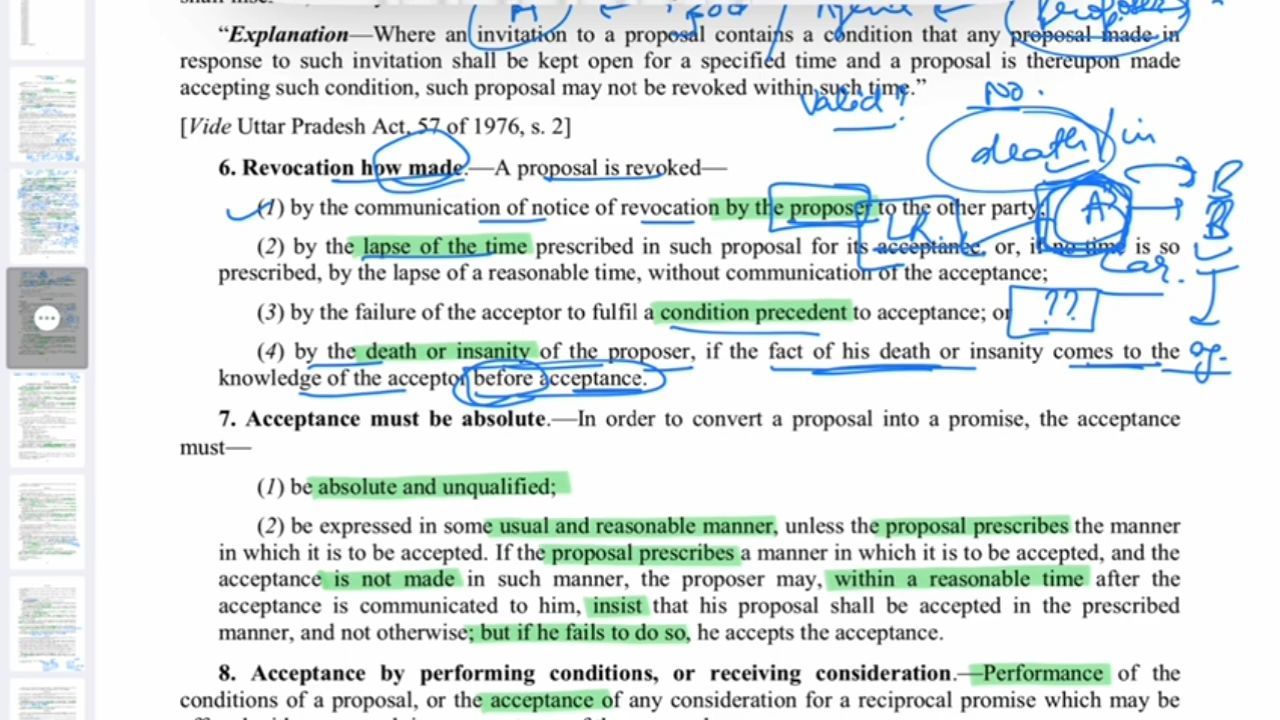 “Explanation—Where an invitation to a proposal contains a condition that any proposal made in
response to such invitation shall be kept open for a specified time and a proposal is thereupon made
accepting such condition, such proposal may not be revoked within such time.”
valid?
No.
[Vide Uttar Pradesh Act, 57 of 1976, s. 2]
death/in
6. Revocation how made.—A proposal is revoked—
(1) by the communication of notice of revocation by the proposer to the other party;
A
B
LR.
(2) by the lapse of the time prescribed in such proposal for its acceptance, or, if no time is so
prescribed, by the lapse of a reasonable time, without communication of the acceptance;
Car.
(3) by the failure of the acceptor to fulfil a condition precedent to acceptance; or
??
(4) by the death or insanity of the proposer, if the fact of his death or insanity comes to the
knowledge of the acceptor before acceptance.
7. Acceptance must be absolute.—In order to convert a proposal into a promise, the acceptance
must—
(1) be absolute and unqualified;
(2) be expressed in some usual and reasonable manner, unless the proposal prescribes the manner
in which it is to be accepted. If the proposal prescribes a manner in which it is to be accepted, and the
acceptance is not made in such manner, the proposer may, within a reasonable time after the
acceptance is communicated to him, insist that his proposal shall be accepted in the prescribed
manner, and not otherwise; but if he fails to do so, he accepts the acceptance.
8. Acceptance by performing conditions, or receiving consideration.—Performance of the
conditions of a proposal, or the acceptance of any consideration for a reciprocal promise which may be